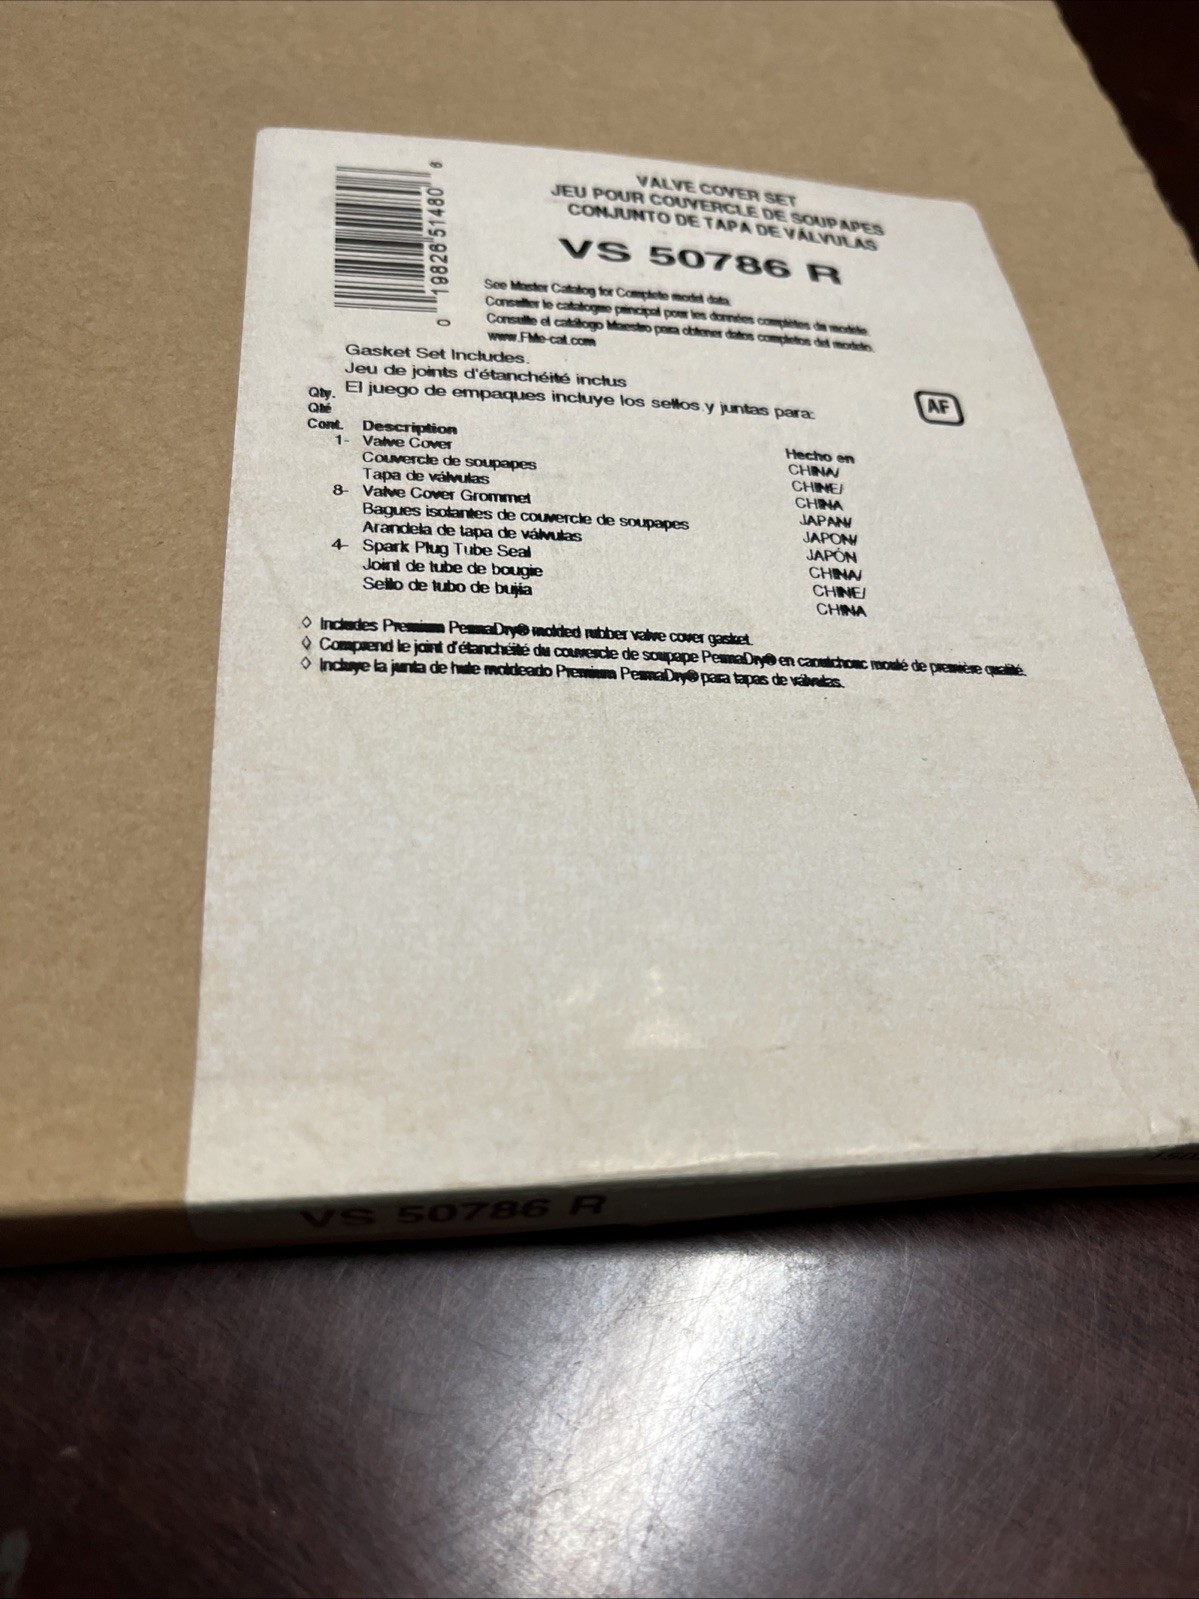 0 19826 51480 8
VALVE COVER SET
JEU POUR COUVERCLE DE SOUPAPES
CONJUNTO DE TAPA DE VÁLVULAS
VS 50786 R
See Master Catalog for Complete model data.
Consulter le catalogue principal pour les données complètes du modèle.
Consulte el catálogo Maestro para obtener datos completos del modelo.
www.FMe-cat.com
Gasket Set Includes.
Jeu de joints d'étanchéité inclus
El juego de empaques incluye los sellos y juntas para:
AF
Qty.
Qté
Cont. Description
Hecho en
1- Valve Cover CHINA/
Couvercle de soupapes CHINE/
Tapa de válvulas CHINA
8- Valve Cover Grommet JAPAN/
Bagues isolantes de couvercle de soupapes JAPON/
Arandela de tapa de válvulas JAPÓN
4- Spark Plug Tube Seal CHINA/
Joint de tube de bougie CHINE/
Sello de tubo de bujía CHINA
◊ Includes Premium PermaDry® molded rubber valve cover gasket.
◊ Comprend le joint d'étanchéité du couvercle de soupape PermaDry® en caoutchouc moulé de première qualité.
◊ Incluye la junta de hule moldeado Premium PermaDry® para tapas de válvulas.
VS 50786 R